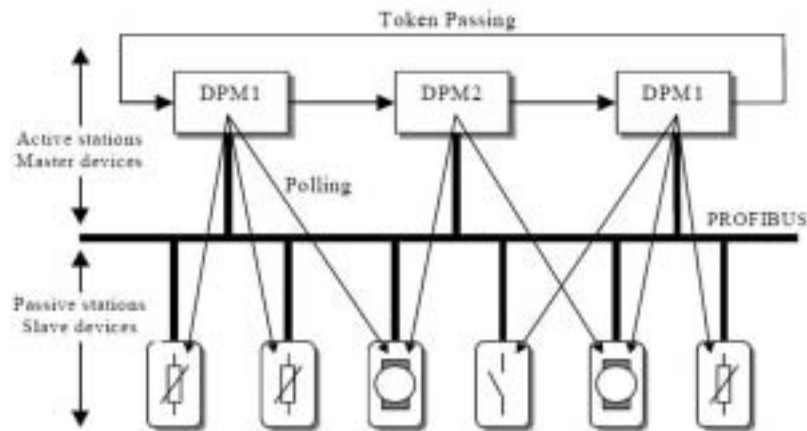 Token Passing
DPM1
DPM2
DPM1
Active stations
Master devices
Polling
PROFIBUS
Passive stations
Slave devices